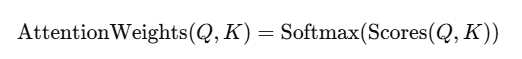 AttentionWeights(Q, K) = Softmax(Scores(Q, K))